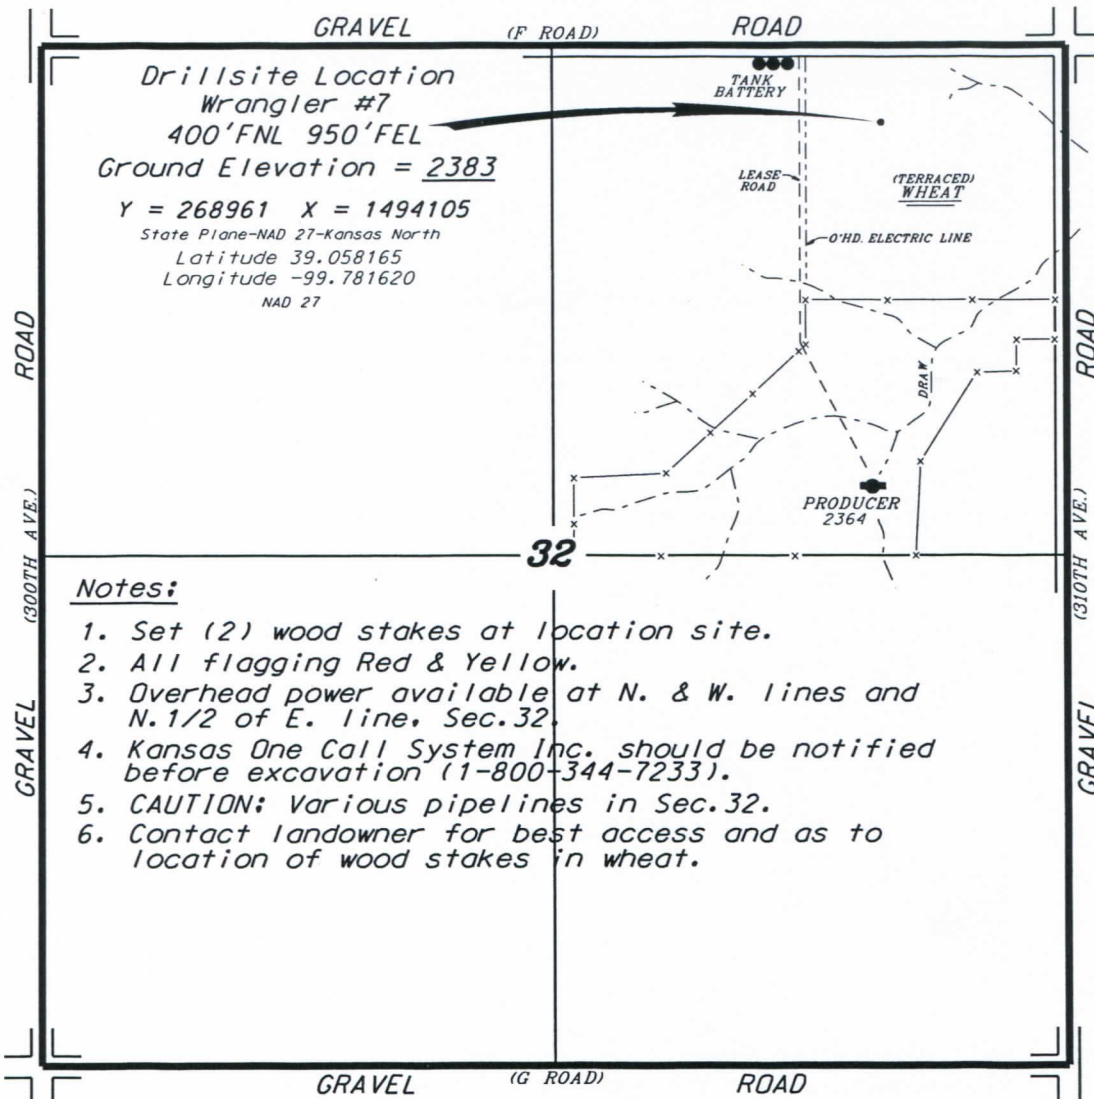 GRAVEL (F ROAD) ROAD
Drillsite Location
Wrangler #7
400'FNL 950'FEL
Ground Elevation = 2383
Y = 268961 X = 1494105
State Plane-NAD 27-Kansas North
Latitude 39.058165
Longitude -99.781620
NAD 27
TANK
BATTERY
LEASE
ROAD
(TERRACED)
WHEAT
O'HD. ELECTRIC LINE
DRAW
PRODUCER
2364
32
ROAD
(300TH AVE.)
GRAVEL
ROAD
(310TH AVE.)
GRAVEL
Notes:
1. Set (2) wood stakes at location site.
2. All flagging Red & Yellow.
3. Overhead power available at N. & W. lines and
N.1/2 of E. line, Sec.32.
4. Kansas One Call System Inc. should be notified
before excavation (1-800-344-7233).
5. CAUTION: Various pipelines in Sec.32.
6. Contact landowner for best access and as to
location of wood stakes in wheat.
GRAVEL (G ROAD) ROAD